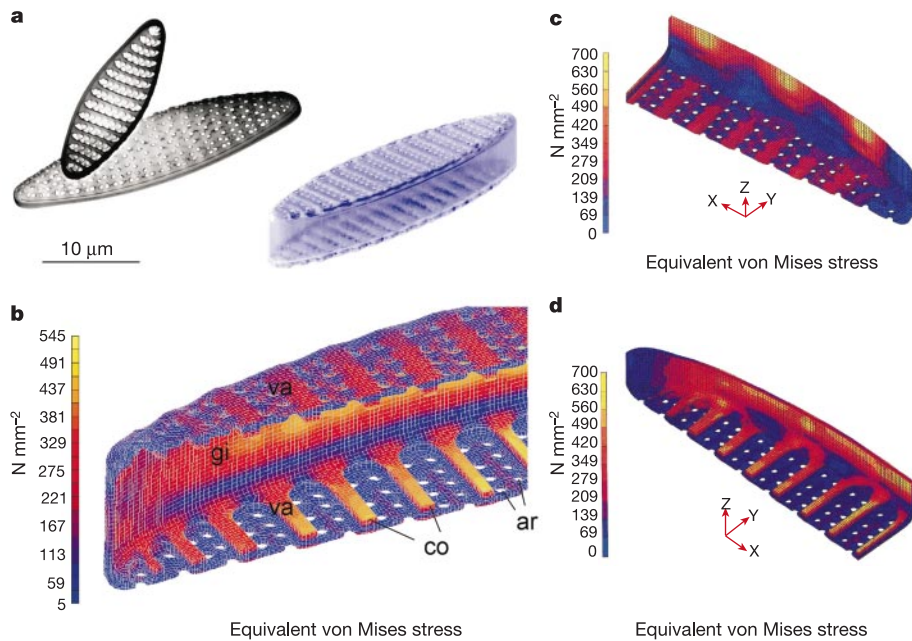 a
10 µm
b
545
491
437
381
329
275
221
167
113
59
5
N mm⁻²
va
gi
va
co
ar
Equivalent von Mises stress
c
700
630
560
490
420
349
279
209
139
69
0
N mm⁻²
Z
X
Y
Equivalent von Mises stress
d
700
630
560
490
420
349
279
209
139
69
0
N mm⁻²
Z
Y
X
Equivalent von Mises stress